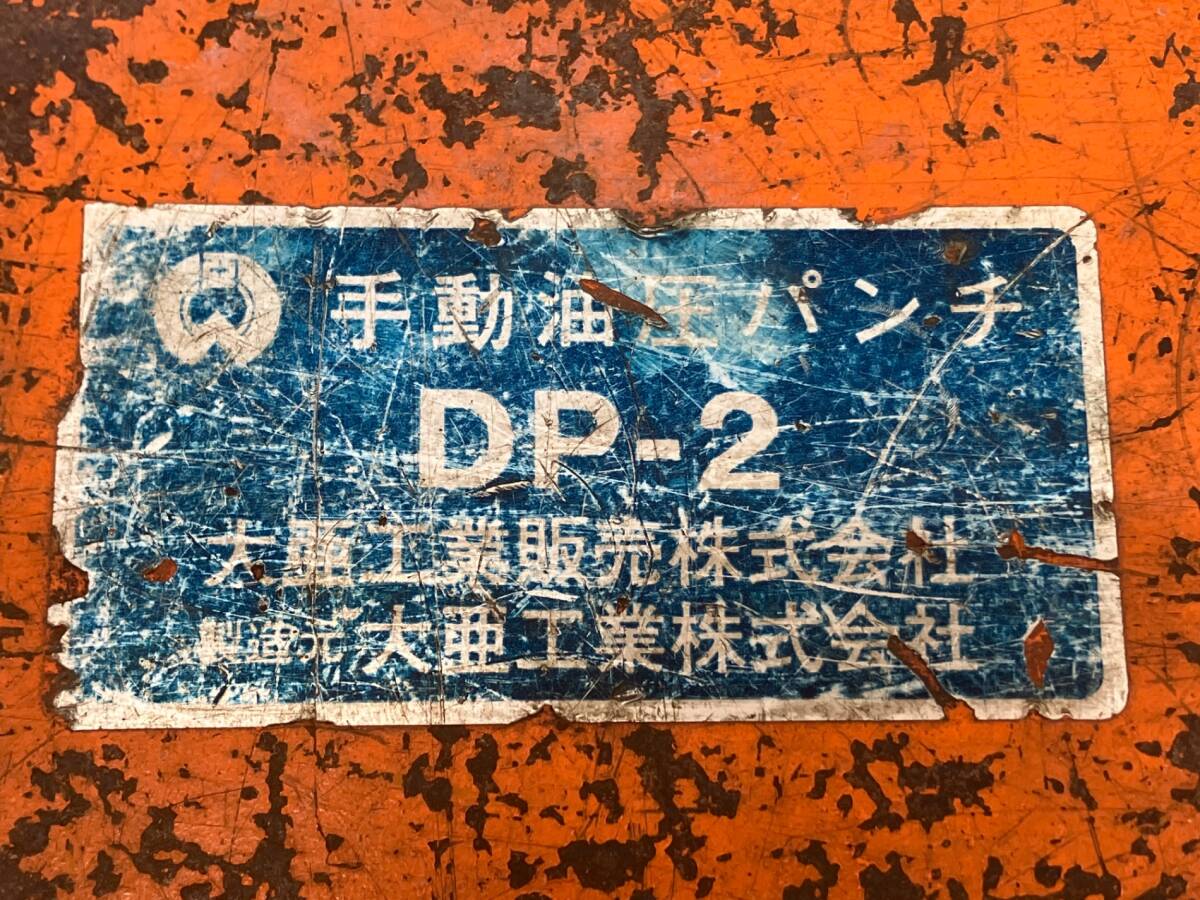 手動油圧パンチ
DP-2
大亜工業販売株式会社
製造元 大亜工業株式会社